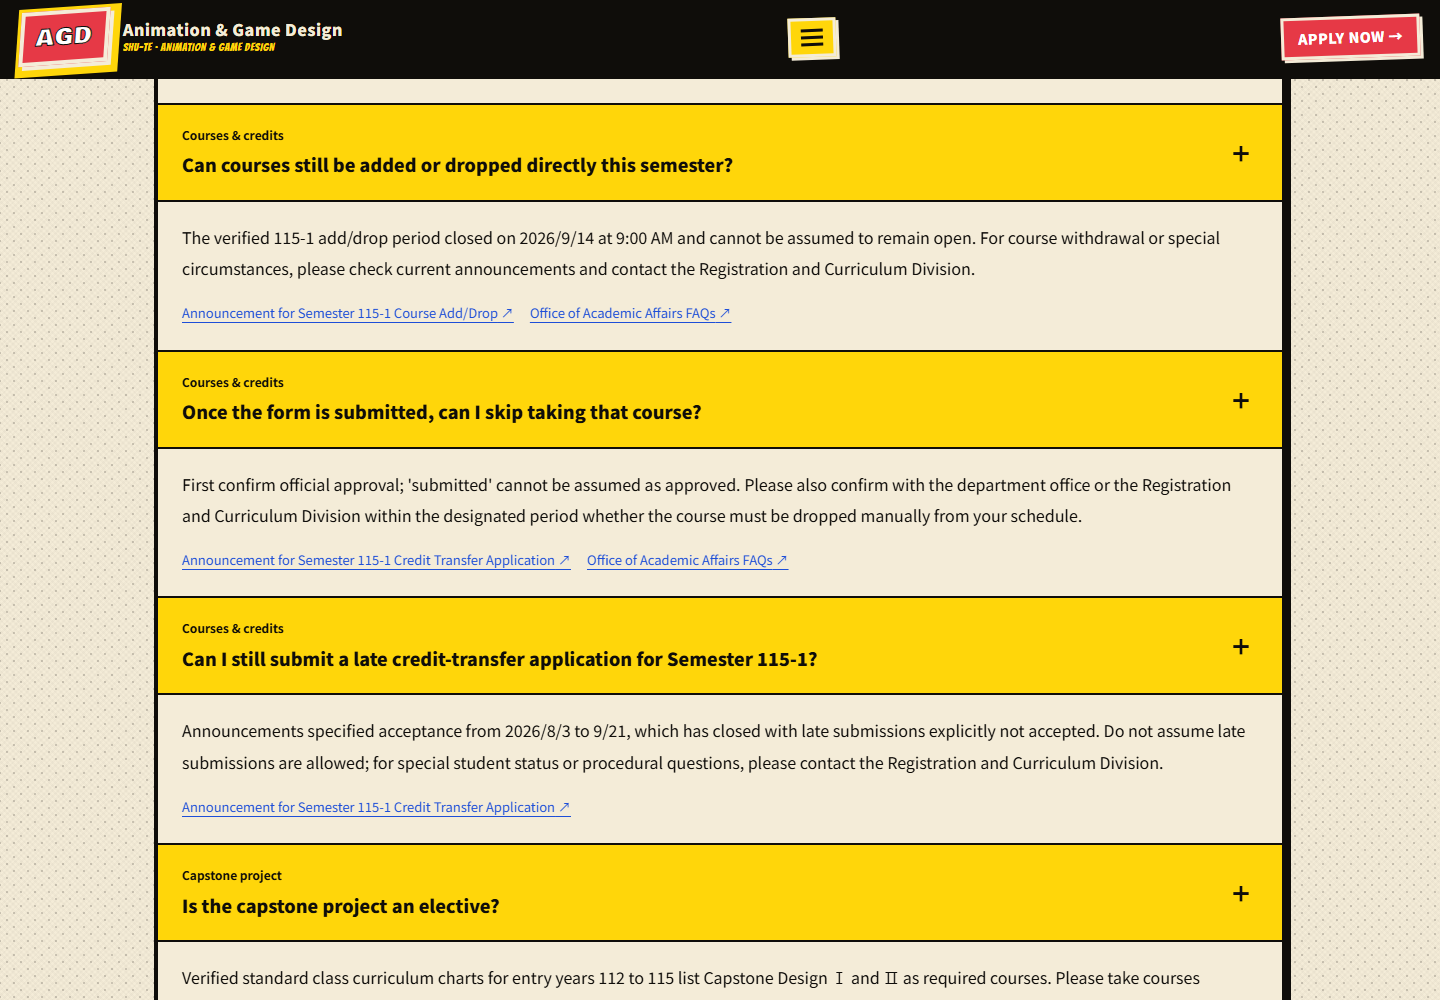 AGD
Animation & Game Design
SHU-TE · ANIMATION & GAME DESIGN
APPLY NOW →
Courses & credits
Can courses still be added or dropped directly this semester?
+
The verified 115-1 add/drop period closed on 2026/9/14 at 9:00 AM and cannot be assumed to remain open. For course withdrawal or special
circumstances, please check current announcements and contact the Registration and Curriculum Division.
Announcement for Semester 115-1 Course Add/Drop ↗ Office of Academic Affairs FAQs ↗
Courses & credits
Once the form is submitted, can I skip taking that course?
+
First confirm official approval; 'submitted' cannot be assumed as approved. Please also confirm with the department office or the Registration
and Curriculum Division within the designated period whether the course must be dropped manually from your schedule.
Announcement for Semester 115-1 Credit Transfer Application ↗ Office of Academic Affairs FAQs ↗
Courses & credits
Can I still submit a late credit-transfer application for Semester 115-1?
+
Announcements specified acceptance from 2026/8/3 to 9/21, which has closed with late submissions explicitly not accepted. Do not assume late
submissions are allowed; for special student status or procedural questions, please contact the Registration and Curriculum Division.
Announcement for Semester 115-1 Credit Transfer Application ↗
Capstone project
Is the capstone project an elective?
+
Verified standard class curriculum charts for entry years 112 to 115 list Capstone Design Ⅰ and Ⅱ as required courses. Please take courses